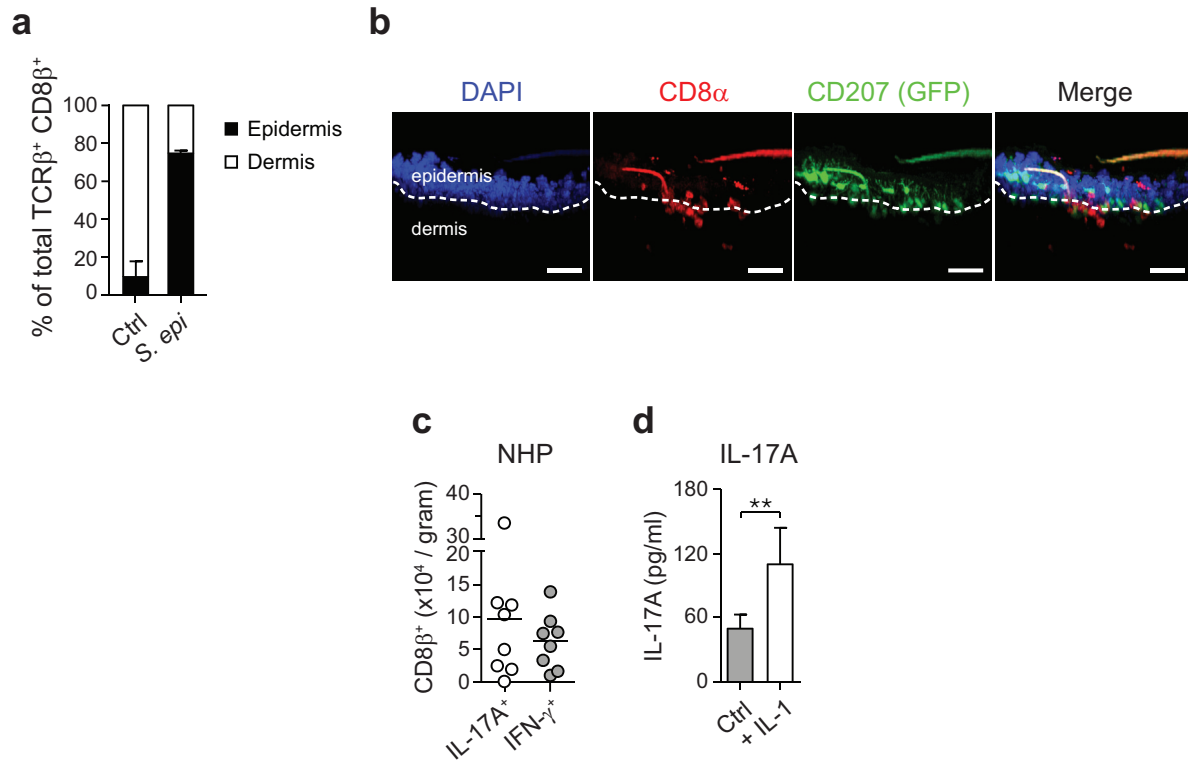 a
% of total TCRβ⁺ CD8β⁺
100
80
60
40
20
0
Ctrl
S. epi
Epidermis
Dermis
b
DAPI
CD8α
CD207 (GFP)
Merge
epidermis
dermis
c
NHP
CD8β⁺ (x10⁴ / gram)
40
30
20
10
5
0
IL-17A⁺
IFN-γ⁺
d
IL-17A
IL-17A (pg/ml)
180
120
60
0
**
Ctrl
+ IL-1